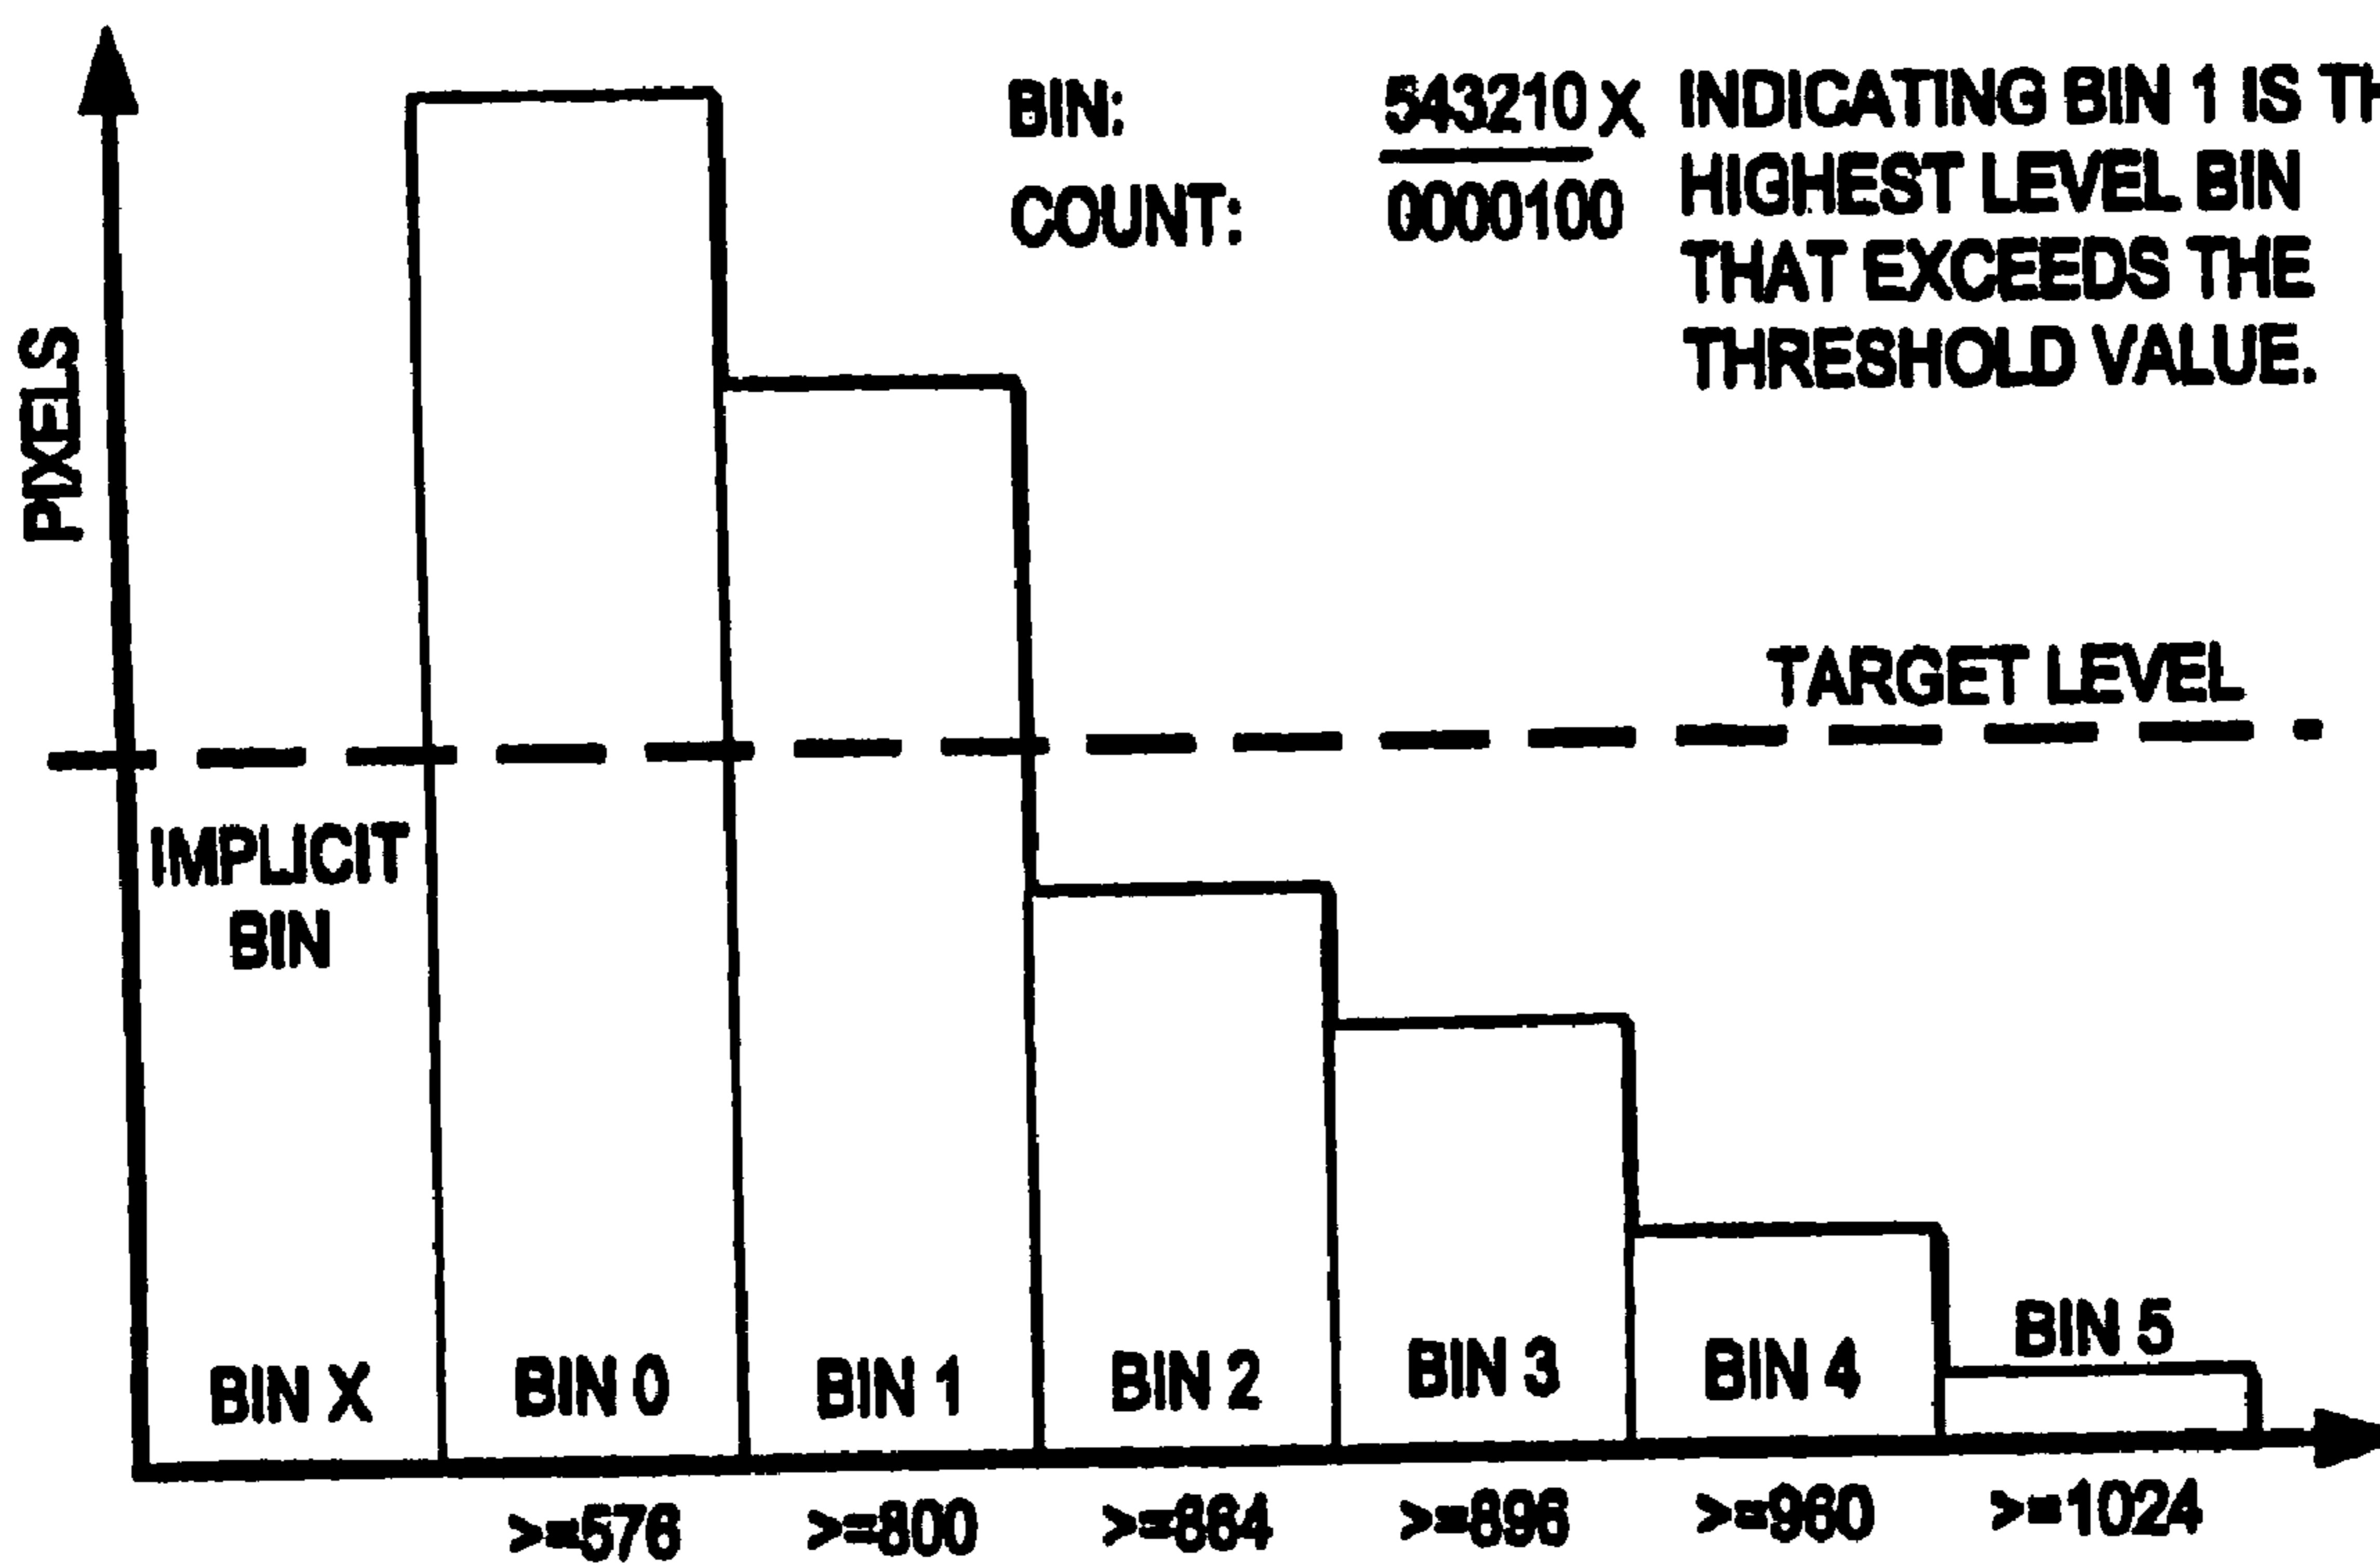 BIN: 543210 X
COUNT: 0000100
INDICATING BIN 1 IS TH
HIGHEST LEVEL BIN
THAT EXCEEDS THE
THRESHOLD VALUE.
PIXELS
TARGET LEVEL
IMPLICIT
BIN
BIN X
BIN 0
BIN 1
BIN 2
BIN 3
BIN 4
BIN 5
>=576
>=800
>=864
>=896
>=960
>=1024